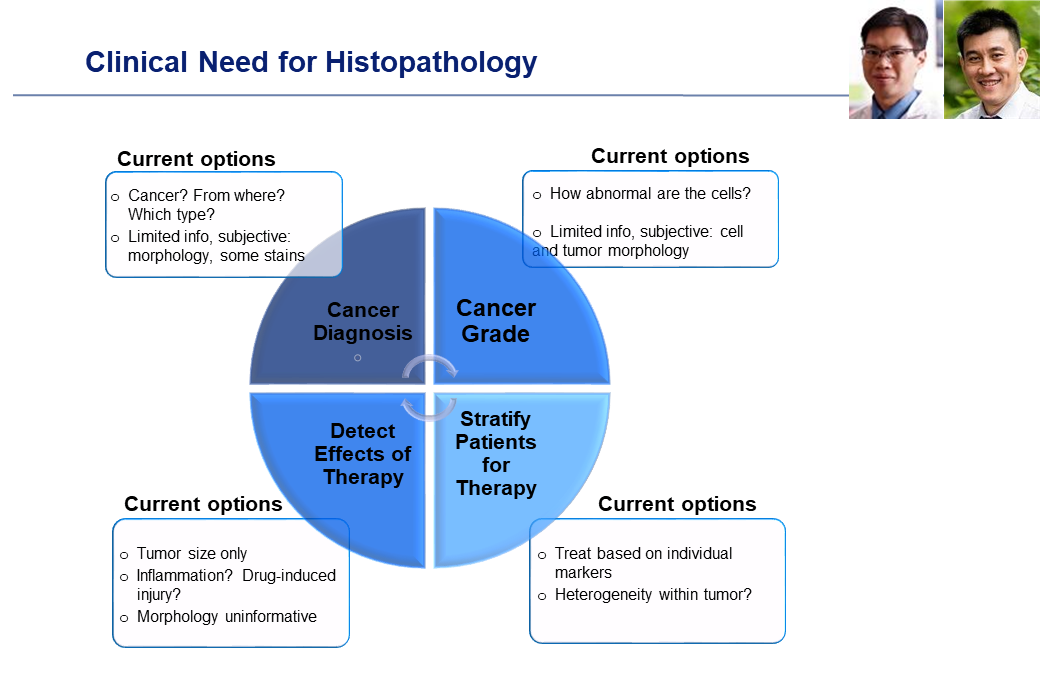 Clinical Need for Histopathology
Current options
o Cancer? From where?
Which type?
o Limited info, subjective:
morphology, some stains
Current options
o How abnormal are the cells?
o Limited info, subjective: cell
and tumor morphology
Cancer
Diagnosis
Cancer
Grade
Detect
Effects of
Therapy
Stratify
Patients
for
Therapy
Current options
o Tumor size only
o Inflammation? Drug-induced
injury?
o Morphology uninformative
Current options
o Treat based on individual
markers
o Heterogeneity within tumor?